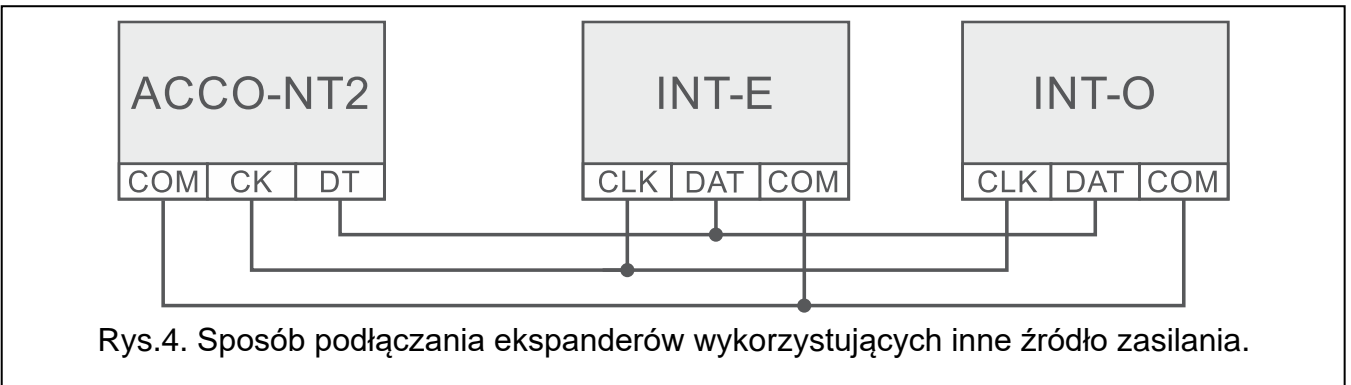 ACCO-NT2 INT-E INT-O
COM CK DT CLK DAT COM CLK DAT COM
Rys.4. Sposób podłączania ekspanderów wykorzystujących inne źródło zasilania.